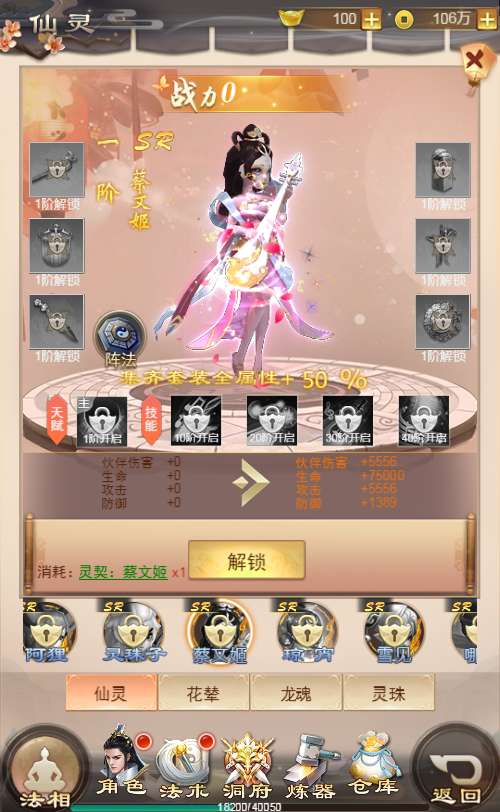 仙灵
100
106万
战力0
一阶
SR
蔡文姬
1阶解锁
1阶解锁
1阶解锁
1阶解锁
1阶解锁
1阶解锁
阵法
集齐套装全属性+ 50 %
天赋
主
1阶开启
技能
10阶开启
20阶开启
30阶开启
40阶开启
伙伴伤害 +0
生命 +0
攻击 +0
防御 +0
伙伴伤害 +5556
生命 +75000
攻击 +5556
防御 +1389
消耗：灵契：蔡文姬 x1
解锁
SR
SR
SR
SR
SR
SR
阿狸
灵珠子
蔡文姬
琼霄
雪见
哪
仙灵
花辇
龙魂
灵珠
法相
角色
法术
洞府
炼器
仓库
返回
18200/40050